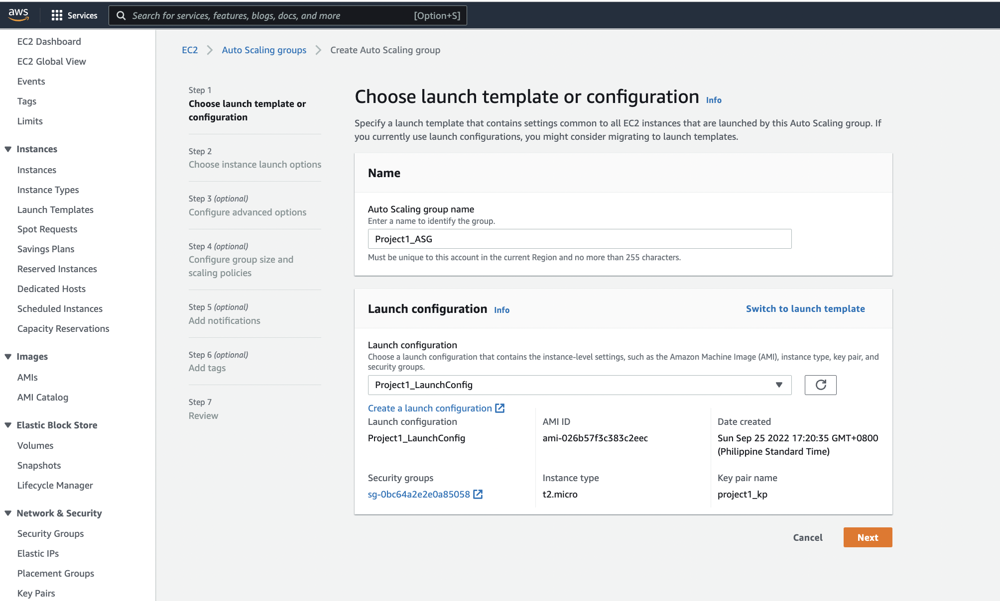 aws
Services
Search for services, features, blogs, docs, and more
[Option+S]
EC2 Dashboard
EC2 Global View
Events
Tags
Limits
Instances
Instances
Instance Types
Launch Templates
Spot Requests
Savings Plans
Reserved Instances
Dedicated Hosts
Scheduled Instances
Capacity Reservations
Images
AMIs
AMI Catalog
Elastic Block Store
Volumes
Snapshots
Lifecycle Manager
Network & Security
Security Groups
Elastic IPs
Placement Groups
Key Pairs
EC2 > Auto Scaling groups > Create Auto Scaling group
Step 1
Choose launch template or
configuration
Step 2
Choose instance launch options
Step 3 (optional)
Configure advanced options
Step 4 (optional)
Configure group size and
scaling policies
Step 5 (optional)
Add notifications
Step 6 (optional)
Add tags
Step 7
Review
Choose launch template or configuration Info
Specify a launch template that contains settings common to all EC2 instances that are launched by this Auto Scaling group. If
you currently use launch configurations, you might consider migrating to launch templates.
Name
Auto Scaling group name
Enter a name to identify the group.
Project1_ASG
Must be unique to this account in the current Region and no more than 255 characters.
Launch configuration Info
Switch to launch template
Launch configuration
Choose a launch configuration that contains the instance-level settings, such as the Amazon Machine Image (AMI), instance type, key pair, and
security groups.
Project1_LaunchConfig
Create a launch configuration
Launch configuration
Project1_LaunchConfig
AMI ID
ami-026b57f3c383c2eec
Date created
Sun Sep 25 2022 17:20:35 GMT+0800
(Philippine Standard Time)
Security groups
sg-0bc64a2e2e0a85058
Instance type
t2.micro
Key pair name
project1_kp
Cancel
Next